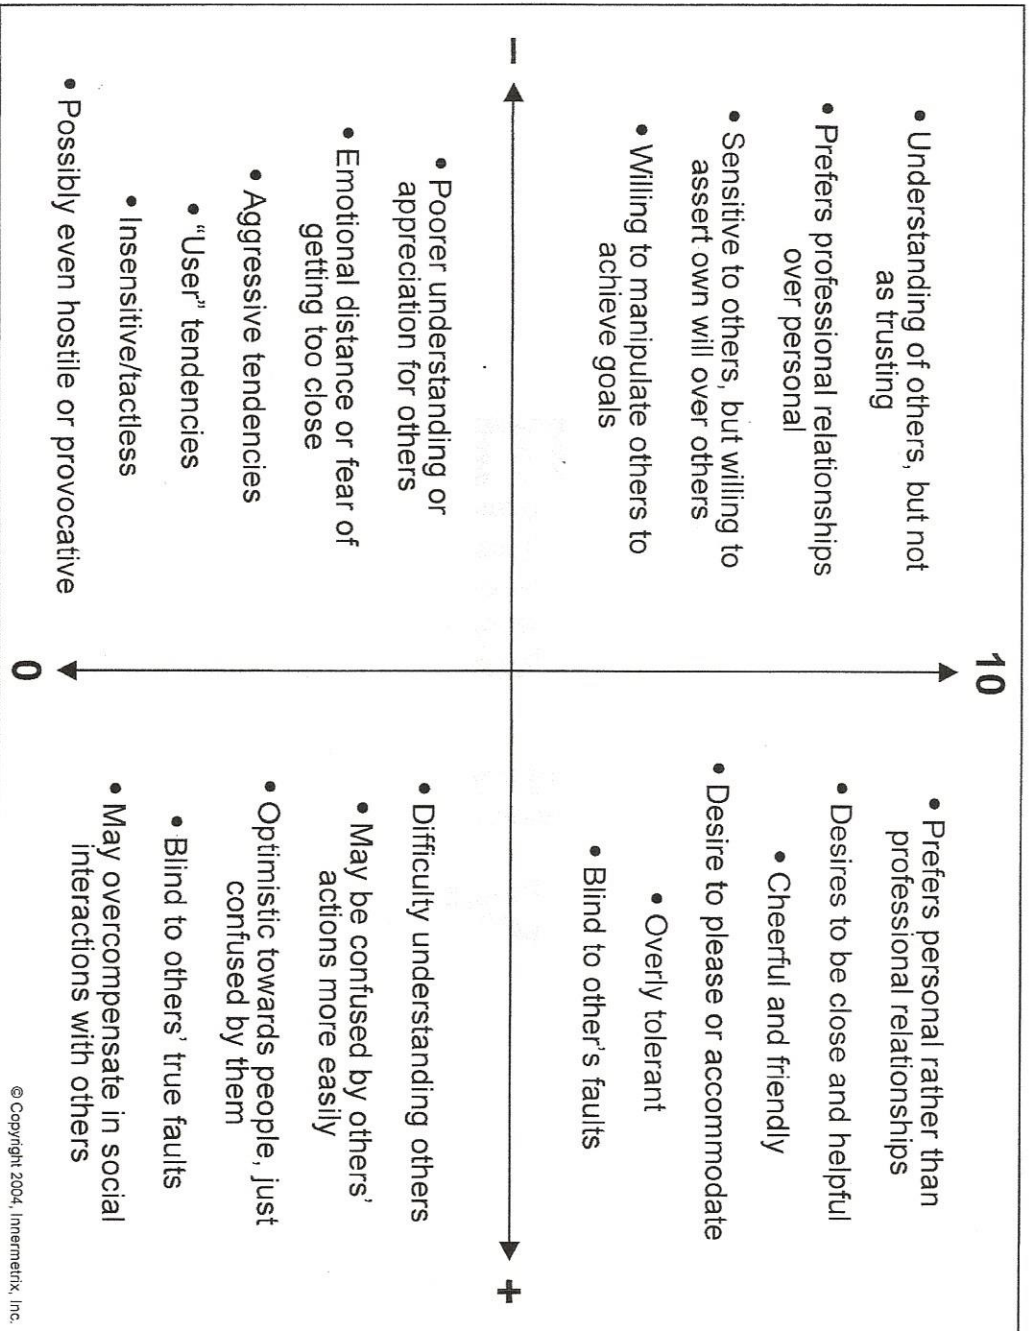 10
• Understanding of others, but not
as trusting
• Prefers professional relationships
over personal
• Sensitive to others, but willing to
assert own will over others
• Willing to manipulate others to
achieve goals
• Prefers personal rather than
professional relationships
• Desires to be close and helpful
• Cheerful and friendly
• Desire to please or accommodate
• Overly tolerant
• Blind to other's faults
–
+
• Poorer understanding or
appreciation for others
• Emotional distance or fear of
getting too close
• Aggressive tendencies
• "User" tendencies
• Insensitive/tactless
• Possibly even hostile or provocative
• Difficulty understanding others
• May be confused by others'
actions more easily
• Optimistic towards people, just
confused by them
• Blind to others' true faults
• May overcompensate in social
interactions with others
0
© Copyright 2004, Innermetrix, Inc.